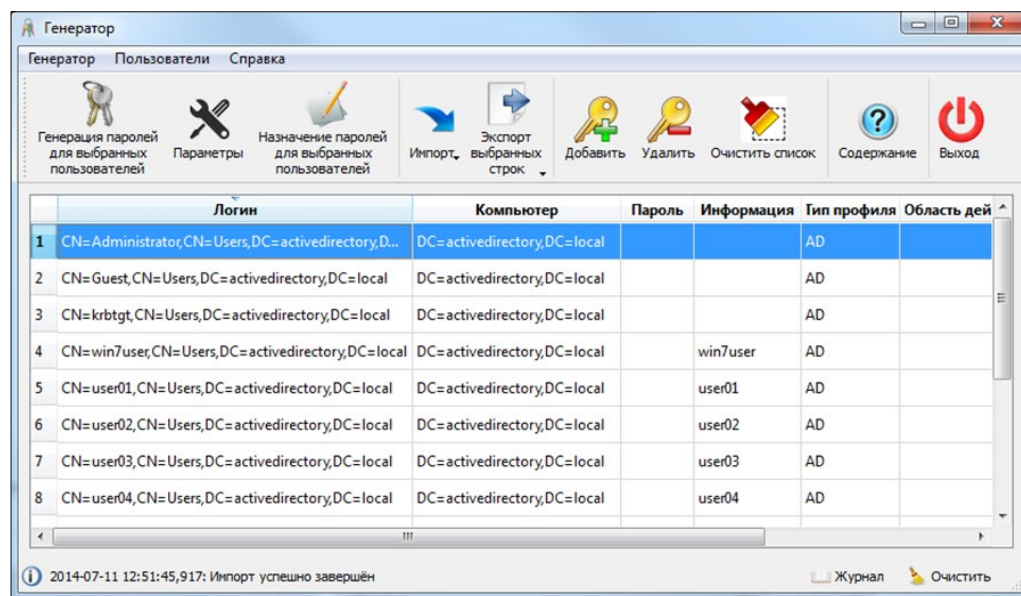 Генератор
Генератор Пользователи Справка
Генерация паролей для выбранных пользователей
Параметры
Назначение паролей для выбранных пользователей
Импорт
Экспорт выбранных строк
Добавить
Удалить
Очистить список
Содержание
Выход
Логин Компьютер Пароль Информация Тип профиля Область дей
1 CN=Administrator,CN=Users,DC=activedirectory,D... DC=activedirectory,DC=local AD
2 CN=Guest,CN=Users,DC=activedirectory,DC=local DC=activedirectory,DC=local AD
3 CN=krbtgt,CN=Users,DC=activedirectory,DC=local DC=activedirectory,DC=local AD
4 CN=win7user,CN=Users,DC=activedirectory,DC=local DC=activedirectory,DC=local win7user AD
5 CN=user01,CN=Users,DC=activedirectory,DC=local DC=activedirectory,DC=local user01 AD
6 CN=user02,CN=Users,DC=activedirectory,DC=local DC=activedirectory,DC=local user02 AD
7 CN=user03,CN=Users,DC=activedirectory,DC=local DC=activedirectory,DC=local user03 AD
8 CN=user04,CN=Users,DC=activedirectory,DC=local DC=activedirectory,DC=local user04 AD
2014-07-11 12:51:45,917: Импорт успешно завершён Журнал Очистить